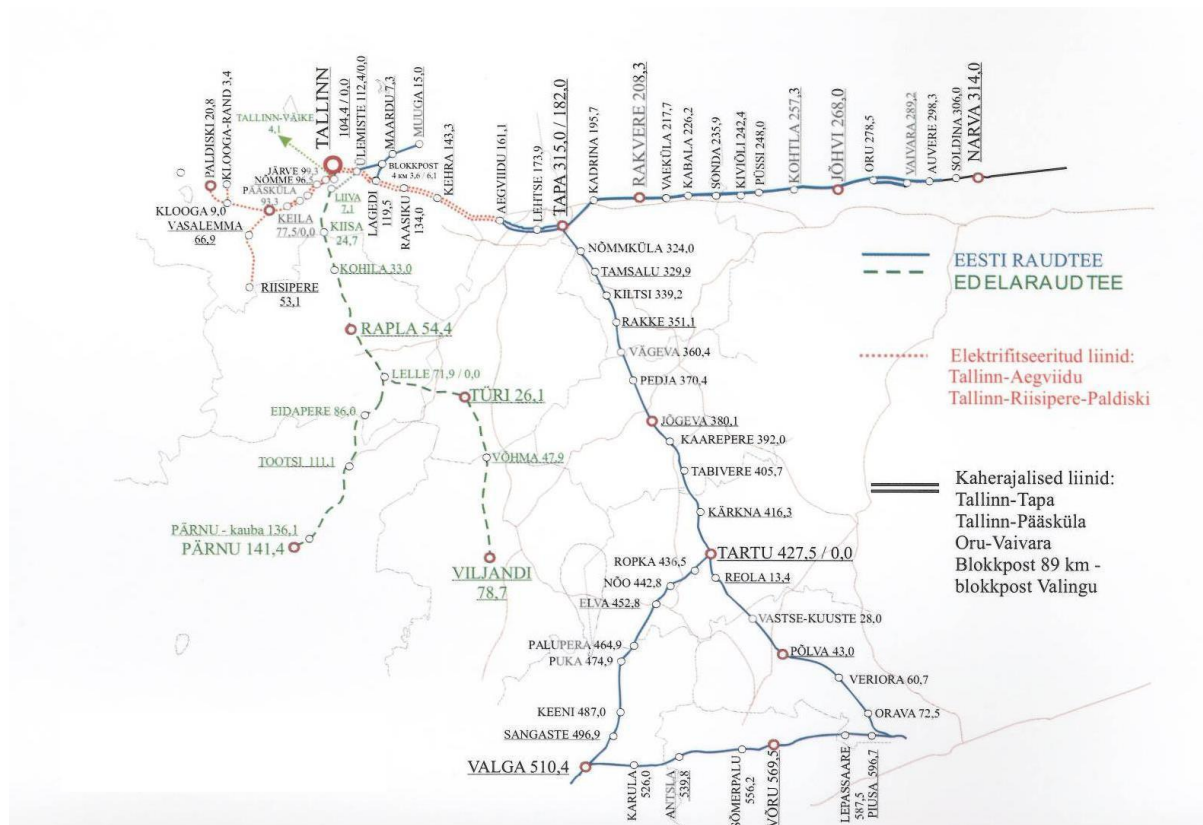 PALDISKI 20,8
KLOOGA-RAND 3,4
TALLINN-VÄIKE
4,1
TALLINN
104,4 / 0,0
ÜLEMISTE 112,4/0,0
MAARDU 7,3
MUUGA 15,0
BLOKKPOST
4 km 3,6 / 6,1
JÄRVE 99,3
NÕMME 96,5
PÄÄSKÜLA
93,3
KLOOGA 9,0
VASALEMMA
66,9
KEILA
77,5/0,0
RIISIPERE
53,1
LIIVA
7,1
KIISA
24,7
LAGEDI
119,5
RAASIKU
134,0
KEHRA 143,3
AEGVIIDU 161,1
LEHTSE 173,9
TAPA 315,0 / 182,0
KADRINA 195,7
RAKVERE 208,3
VAEKÜLA 217,7
KABALA 226,2
SONDA 235,9
KIVIÕLI 242,4
PÜSSI 248,0
KOHTLA 257,3
JÕHVI 268,0
ORU 278,5
VAIVARA 289,2
AUVERE 298,3
SOLDINA 306,0
NARVA 314,0
KOHILA 33,0
RAPLA 54,4
LELLE 71,9 / 0,0
TÜRI 26,1
EIDAPERE 86,0
TOOTSI 111,1
VÕHMA 47,9
PÄRNU - kauba 136,1
PÄRNU 141,4
VILJANDI
78,7
NÕMMKÜLA 324,0
TAMSALU 329,9
KILTSI 339,2
RAKKE 351,1
VÄGEVA 360,4
PEDJA 370,4
JÕGEVA 380,1
KAAREPERE 392,0
TABIVERE 405,7
KÄRKNA 416,3
TARTU 427,5 / 0,0
ROPKA 436,5
NÕO 442,8
ELVA 452,8
PALUPERA 464,9
PUKA 474,9
KEENI 487,0
SANGASTE 496,9
VALGA 510,4
REOLA 13,4
VASTSE-KUUSTE 28,0
PÕLVA 43,0
VERIORA 60,7
ORAVA 72,5
KARULA
526,0
ANTSLA
539,8
SÕMERPALU
556,2
VÕRU 569,5
LEPASSAARE
587,5
PIUSA 596,7
EESTI RAUDTEE
EDELARAUDTEE
Elektrifitseeritud liinid:
Tallinn-Aegviidu
Tallinn-Riisipere-Paldiski
Kaherajalised liinid:
Tallinn-Tapa
Tallinn-Pääsküla
Oru-Vaivara
Blokkpost 89 km -
blokkpost Valingu